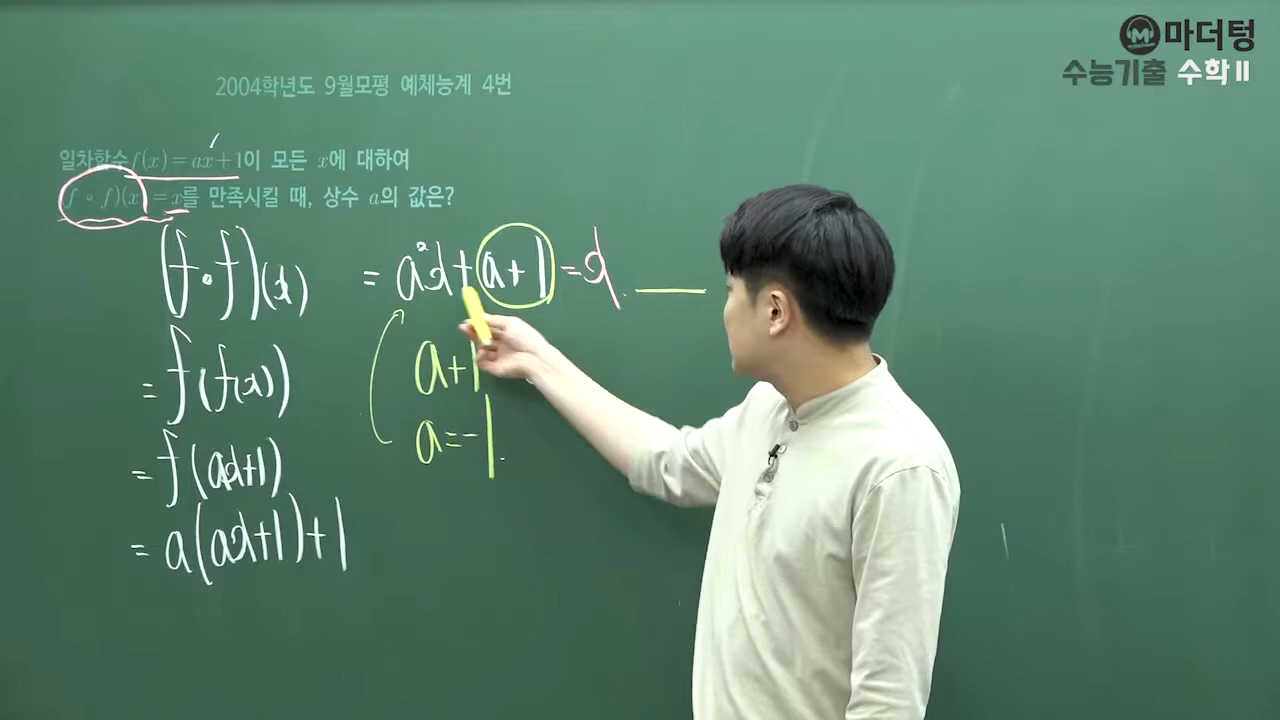 마더텅
수능기출 수학 II
2004학년도 9월모평 예체능계 4번
일차함수 f(x) = ax + 1이 모든 x에 대하여
(f ∘ f)(x) = x를 만족시킬 때, 상수 a의 값은?
(f∘f)(x) = a²x + a + 1 = x.
= f(f(x))
= f(ax+1)
= a(ax+1)+1
a+1
a=-1.